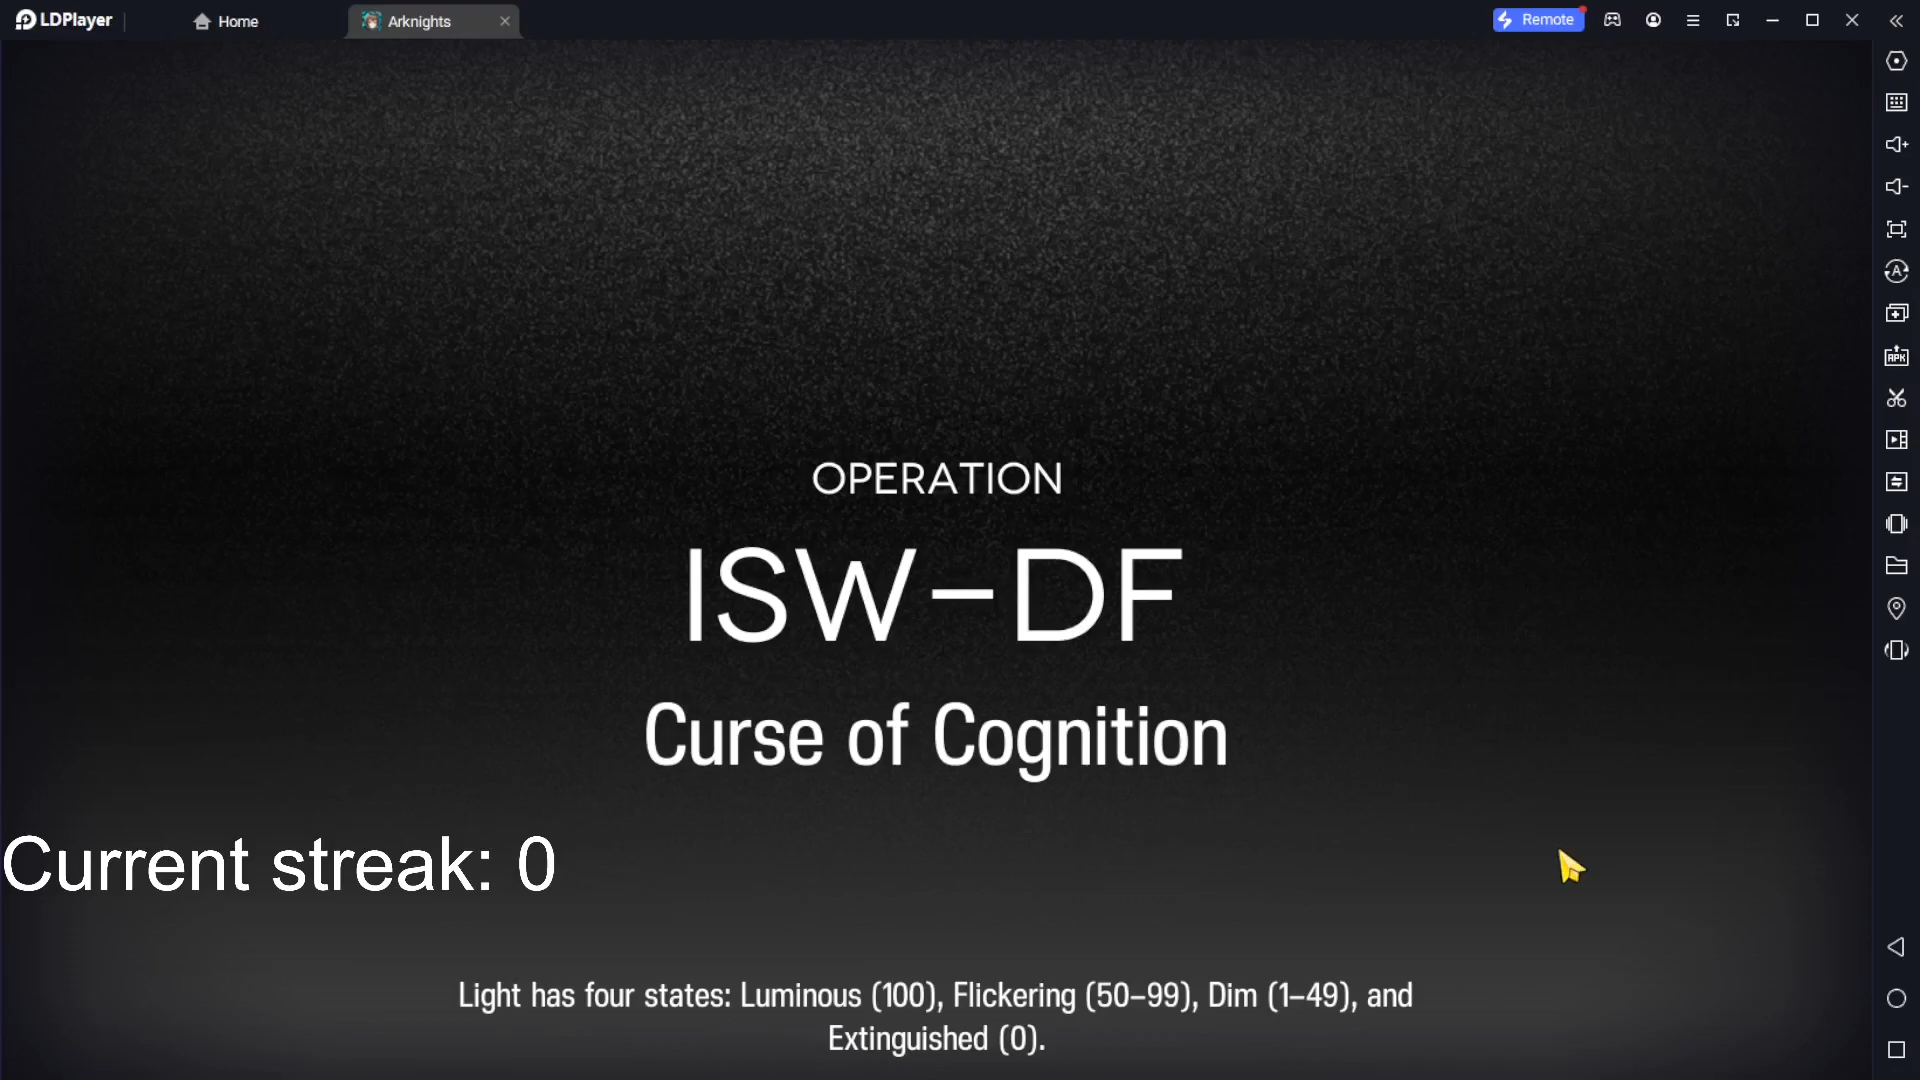 LDPlayer
Home
Arknights
Remote
OPERATION
ISW-DF
Curse of Cognition
Current streak: 0
Light has four states: Luminous (100), Flickering (50–99), Dim (1–49), and
Extinguished (0).
A
APK